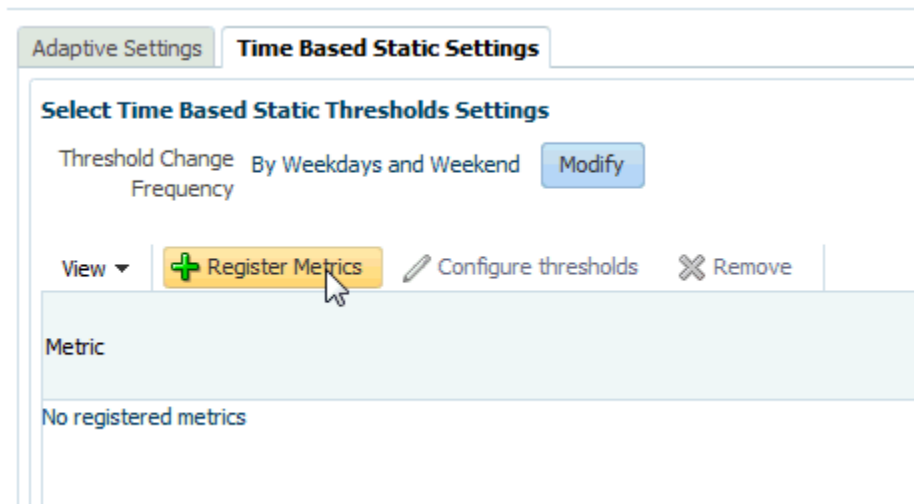 Adaptive Settings Time Based Static Settings
Select Time Based Static Thresholds Settings
Threshold Change Frequency By Weekdays and Weekend Modify
View Register Metrics Configure thresholds Remove
Metric
No registered metrics